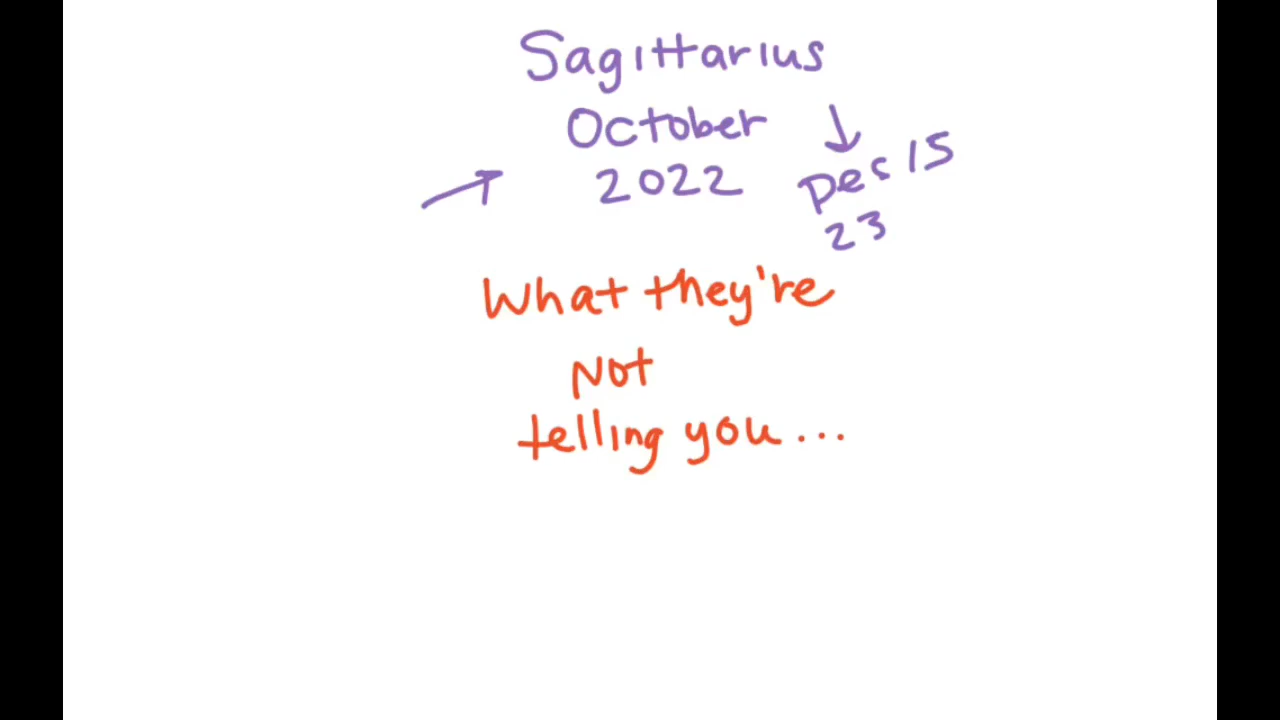 Sagittarius
October
2022
Dec 15
23
What they're
Not
telling you...